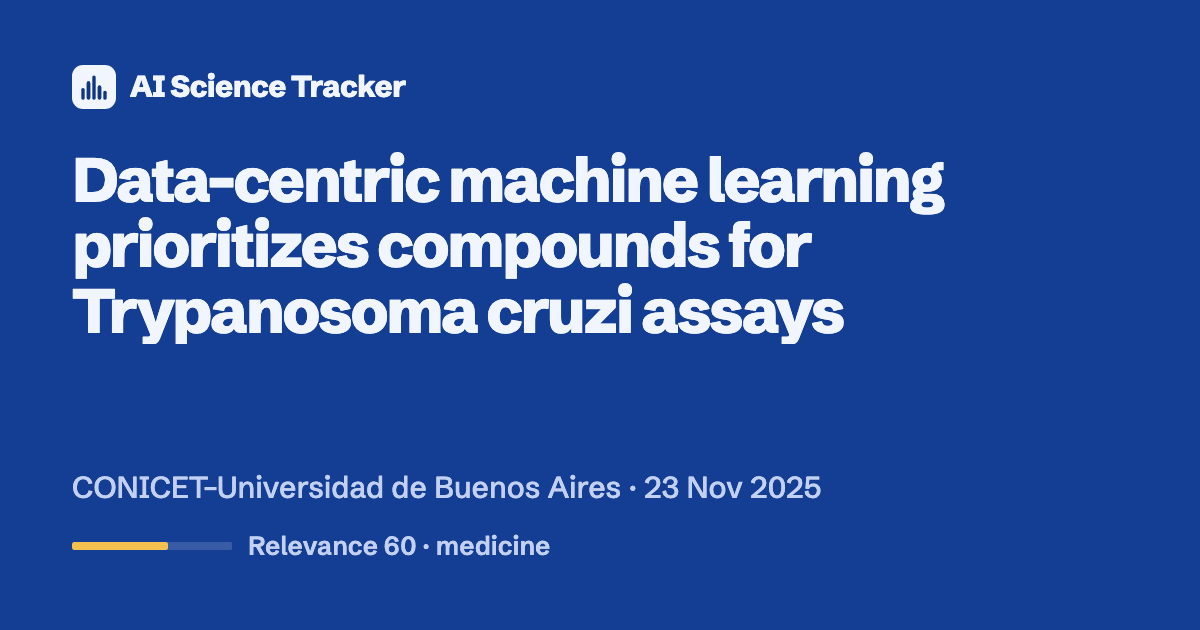 AI Science Tracker
Data-centric machine learning
prioritizes compounds for
Trypanosoma cruzi assays
CONICET-Universidad de Buenos Aires · 23 Nov 2025
Relevance 60 · medicine